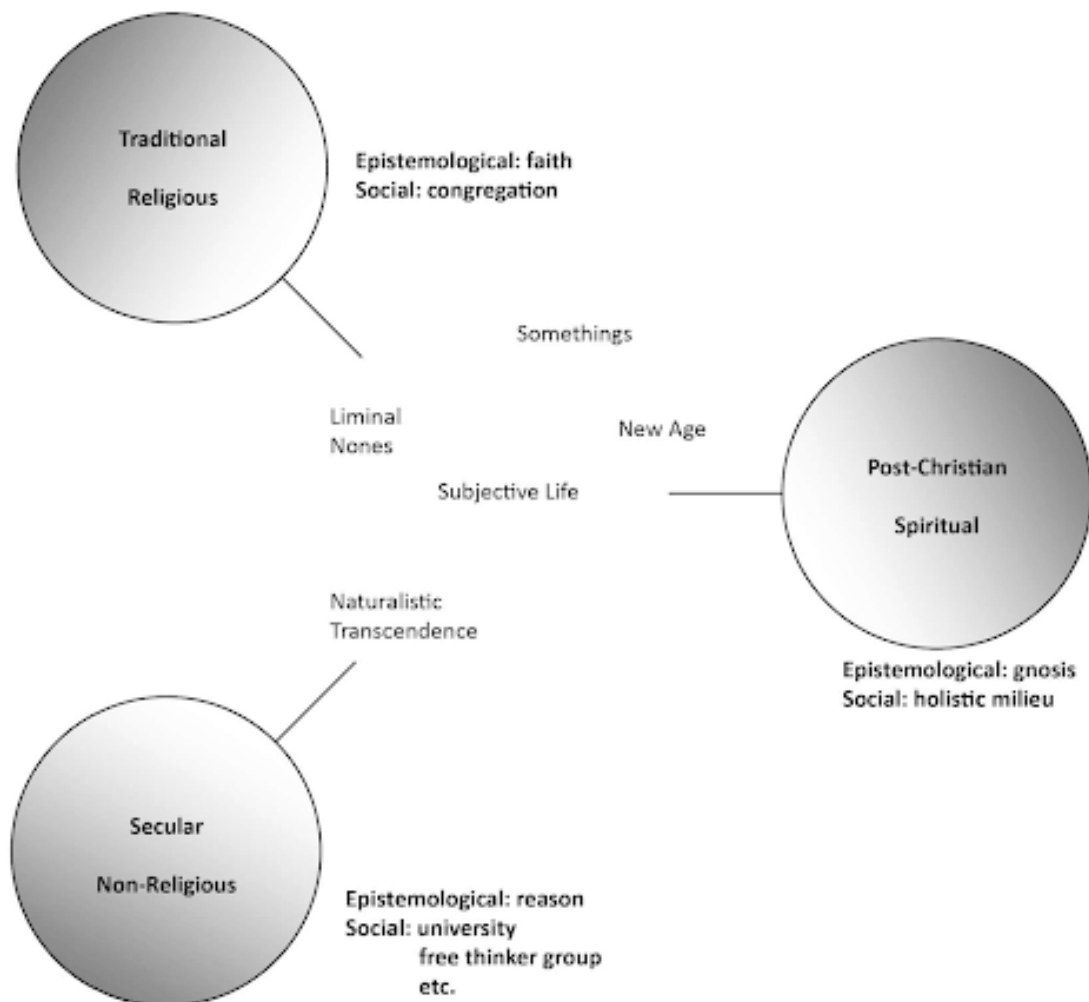 Traditional
Religious
Epistemological: faith
Social: congregation
Somethings
Liminal
Nones
New Age
Subjective Life
Post-Christian
Spiritual
Naturalistic
Transcendence
Epistemological: gnosis
Social: holistic milieu
Secular
Non-Religious
Epistemological: reason
Social: university
free thinker group
etc.